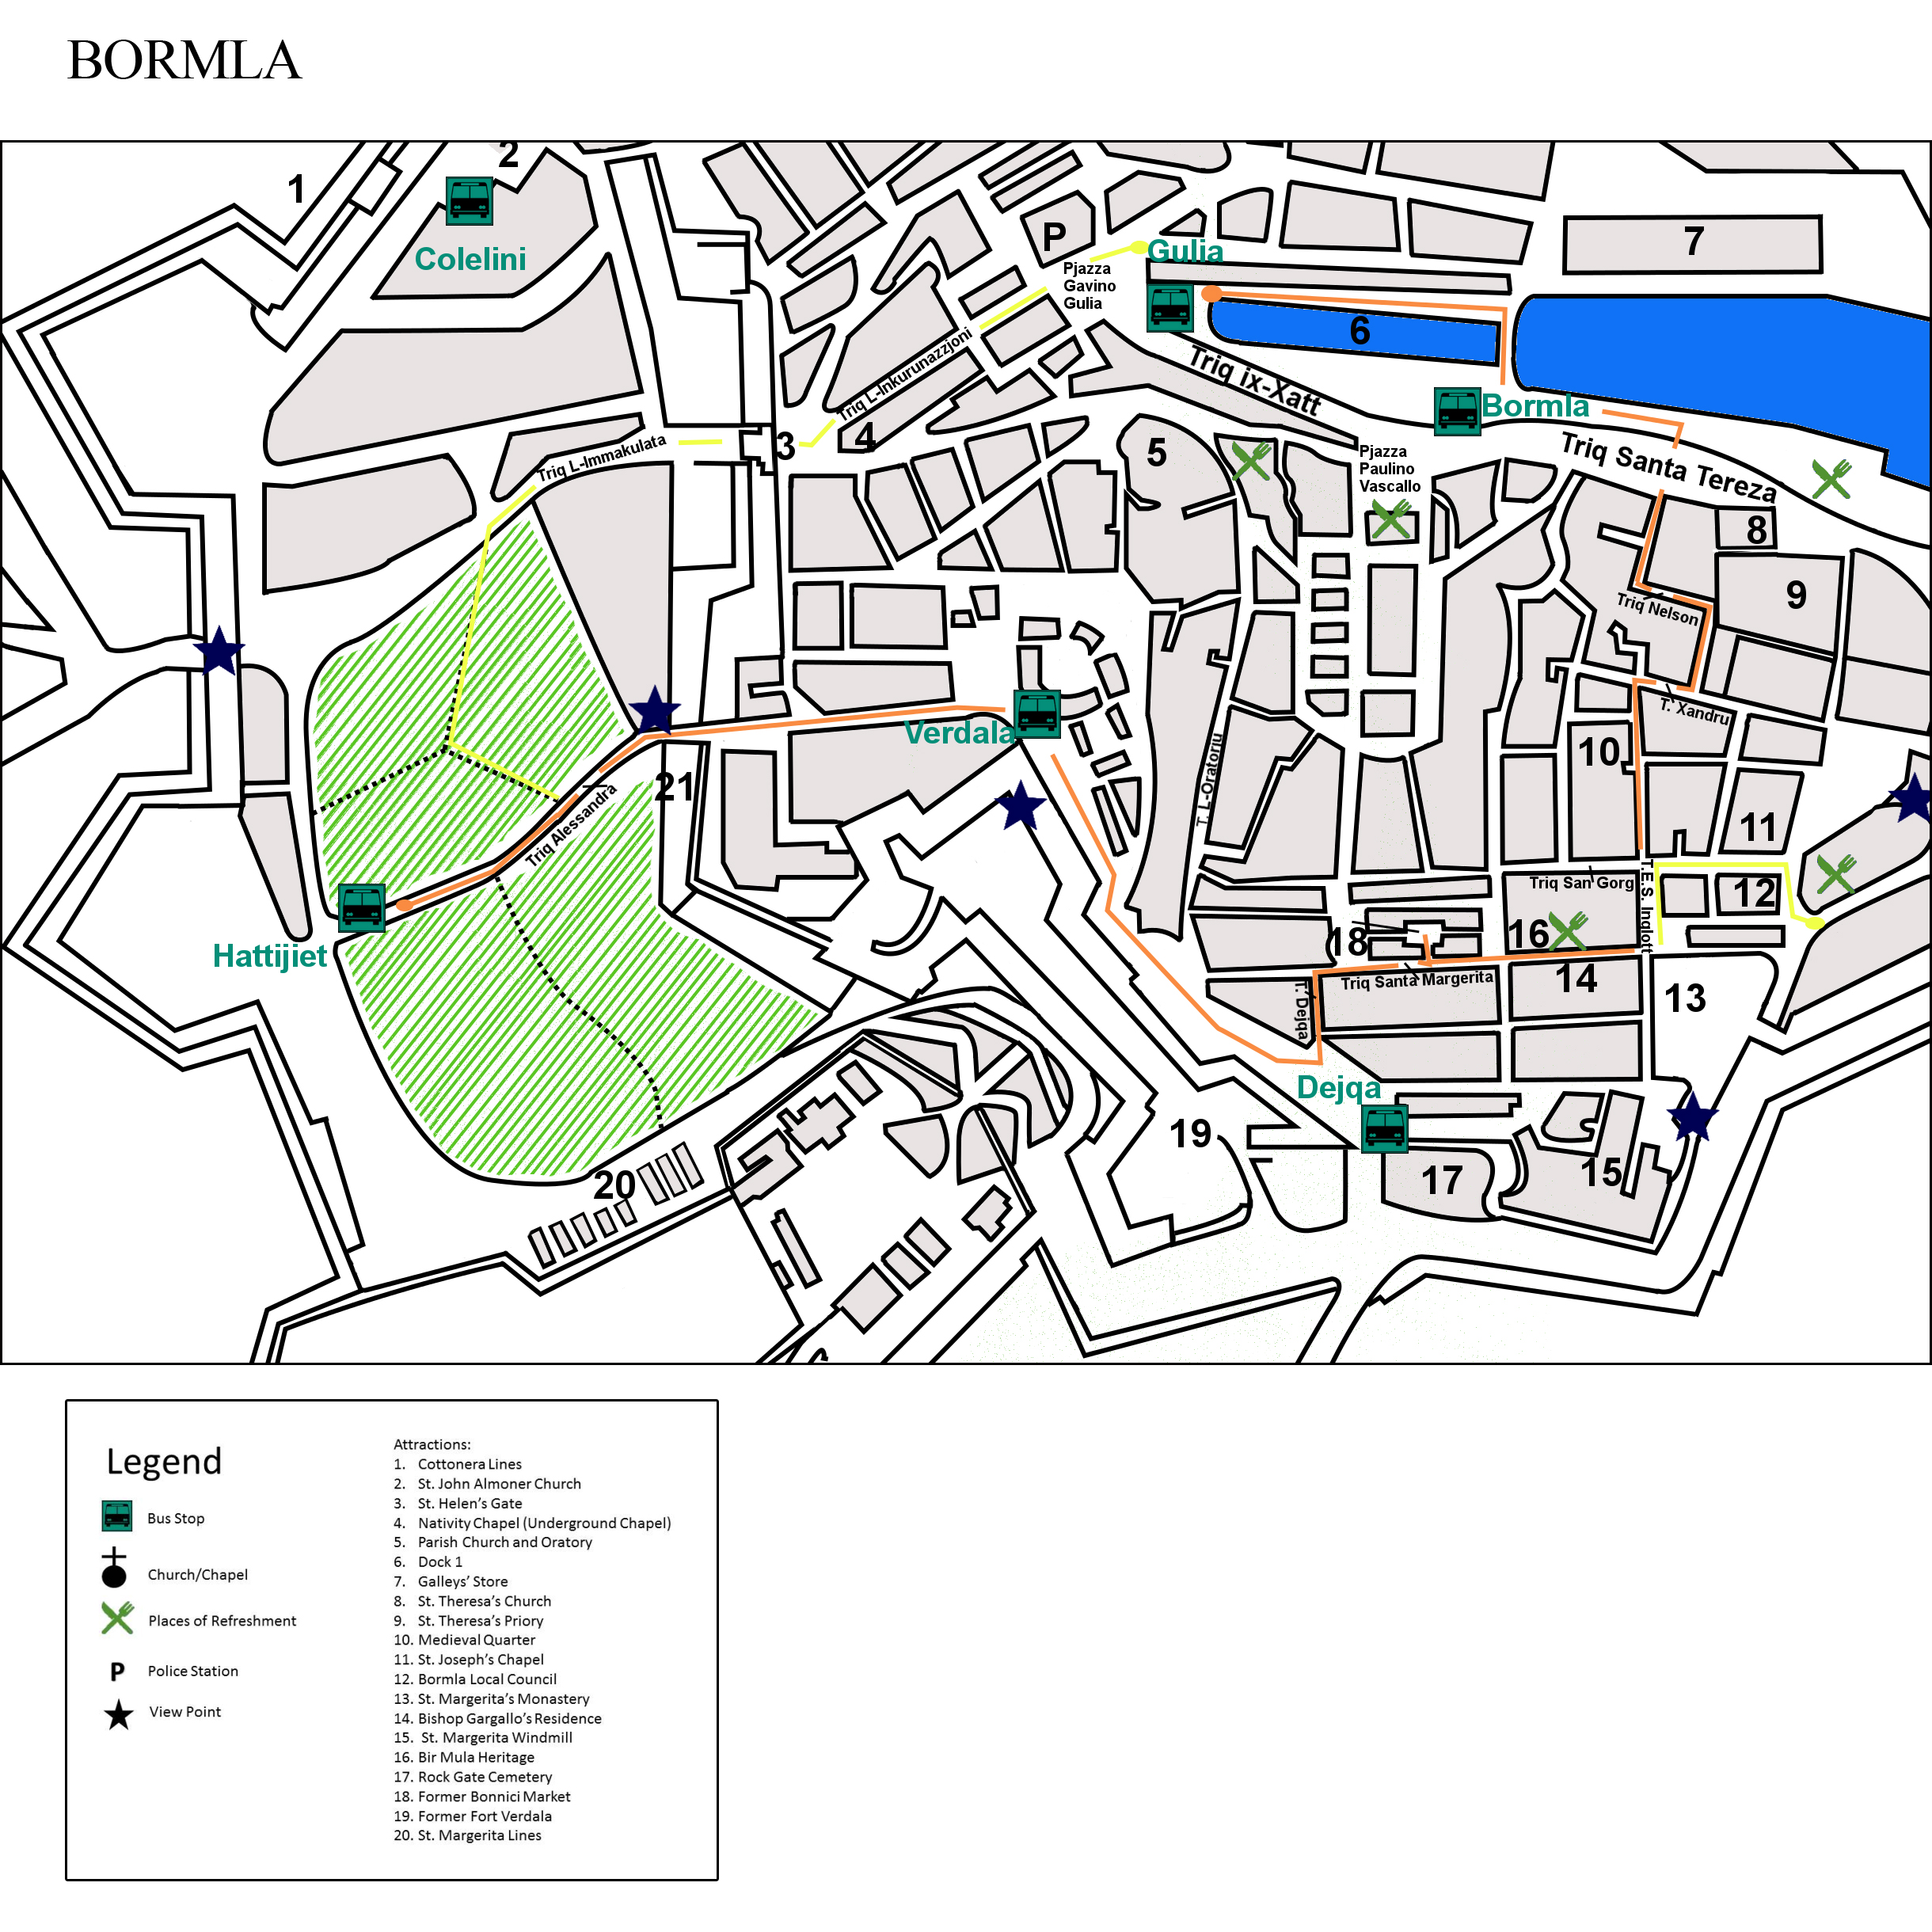 BORMLA
2
1
Colelini
P
Gulia
7
Pjazza
Gavino
Gulia
6
Triq L-Inkurunazzjoni
Triq ix-Xatt
Bormla
Triq L-Immakulata
3
4
5
Pjazza
Paulino
Vascallo
Triq Santa Tereza
8
9
Triq Nelson
T. Xandru
Verdala
T. L-Oratorju
10
21
Triq Alessandra
11
Triq San Gorg
T.E.S. Inglott
12
Hattijiet
18
16
Triq Santa Margerita
14
13
T. Dejqa
Dejqa
19
20
17
15
Legend
Bus Stop
Church/Chapel
Places of Refreshment
P
Police Station
View Point
Attractions:
1. Cottonera Lines
2. St. John Almoner Church
3. St. Helen's Gate
4. Nativity Chapel (Underground Chapel)
5. Parish Church and Oratory
6. Dock 1
7. Galleys' Store
8. St. Theresa's Church
9. St. Theresa's Priory
10. Medieval Quarter
11. St. Joseph's Chapel
12. Bormla Local Council
13. St. Margerita's Monastery
14. Bishop Gargallo's Residence
15. St. Margerita Windmill
16. Bir Mula Heritage
17. Rock Gate Cemetery
18. Former Bonnici Market
19. Former Fort Verdala
20. St. Margerita Lines